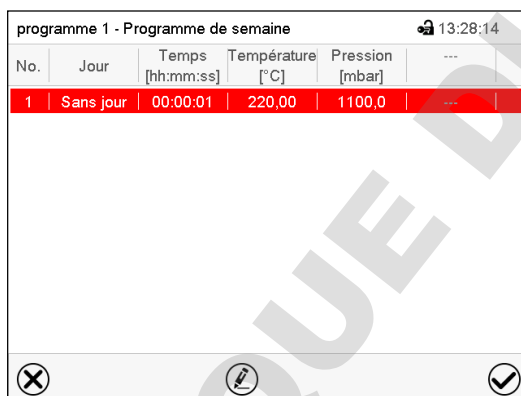 programme 1 - Programme de semaine 13:28:14
No. Jour Temps [hh:mm:ss] Température [°C] Pression [mbar] ---
1 Sans jour 00:00:01 220,00 1100,0 ---
QUE D